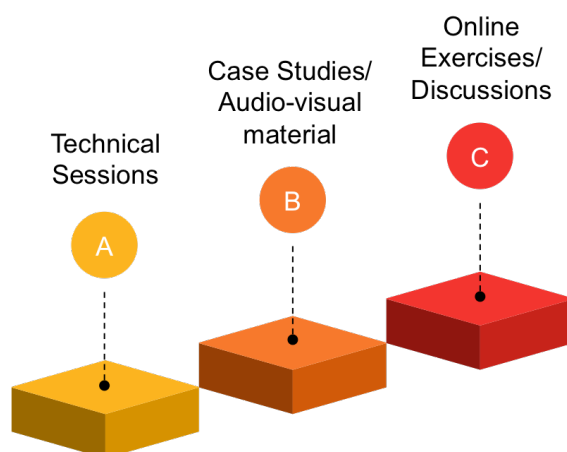 Technical
Sessions
A
Case Studies/
Audio-visual
material
B
Online
Exercises/
Discussions
C